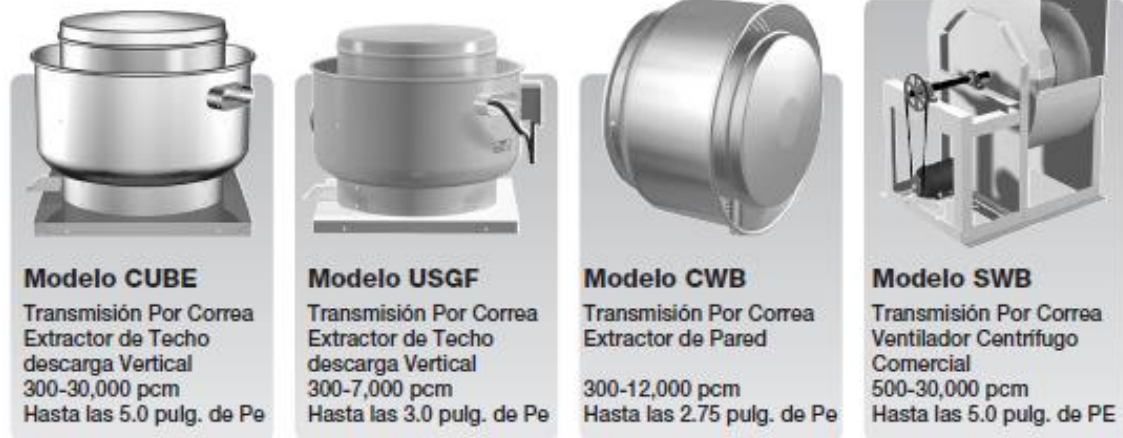 Modelo CUBE
Transmisión Por Correa
Extractor de Techo
descarga Vertical
300-30,000 pcm
Hasta las 5.0 pulg. de Pe
Modelo USGF
Transmisión Por Correa
Extractor de Techo
descarga Vertical
300-7,000 pcm
Hasta las 3.0 pulg. de Pe
Modelo CWB
Transmisión Por Correa
Extractor de Pared
300-12,000 pcm
Hasta las 2.75 pulg. de Pe
Modelo SWB
Transmisión Por Correa
Ventilador Centrífugo
Comercial
500-30,000 pcm
Hasta las 5.0 pulg. de PE